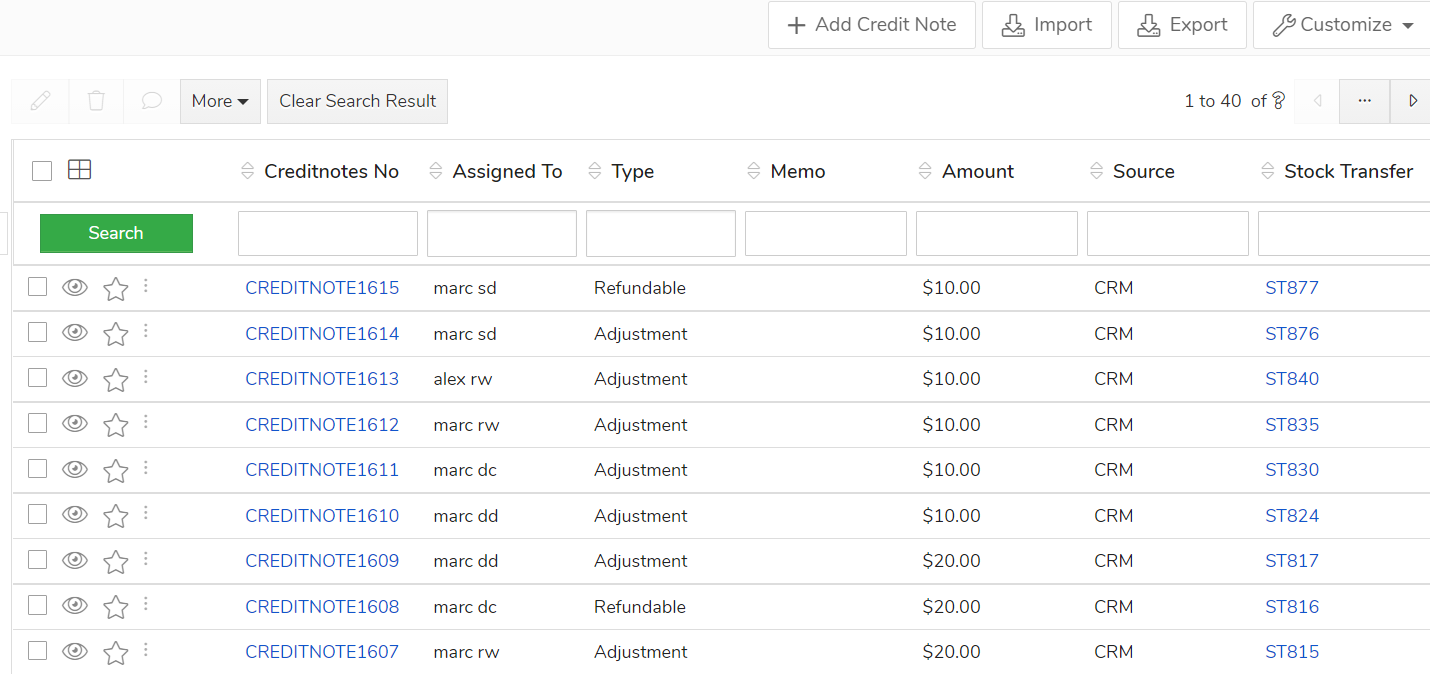 Add Credit Note Import Export Customize
More Clear Search Result 1 to 40 of ?
Creditnotes No Assigned To Type Memo Amount Source Stock Transfer
Search
CREDITNOTE1615 marc sd Refundable $10.00 CRM ST877
CREDITNOTE1614 marc sd Adjustment $10.00 CRM ST876
CREDITNOTE1613 alex rw Adjustment $10.00 CRM ST840
CREDITNOTE1612 marc rw Adjustment $10.00 CRM ST835
CREDITNOTE1611 marc dc Adjustment $10.00 CRM ST830
CREDITNOTE1610 marc dd Adjustment $10.00 CRM ST824
CREDITNOTE1609 marc dd Adjustment $20.00 CRM ST817
CREDITNOTE1608 marc dc Refundable $20.00 CRM ST816
CREDITNOTE1607 marc rw Adjustment $20.00 CRM ST815